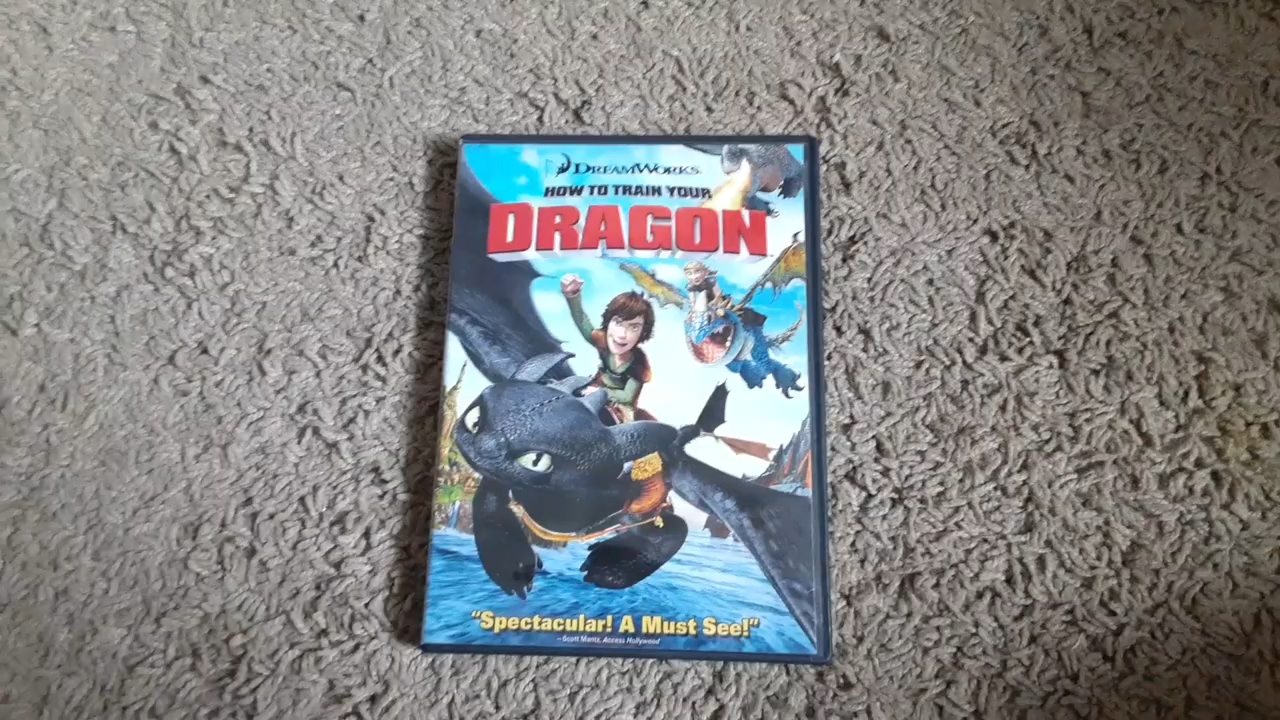 DREAMWORKS
HOW TO TRAIN YOUR
DRAGON
"Spectacular! A Must See!"
–Scott Mantz, Access Hollywood